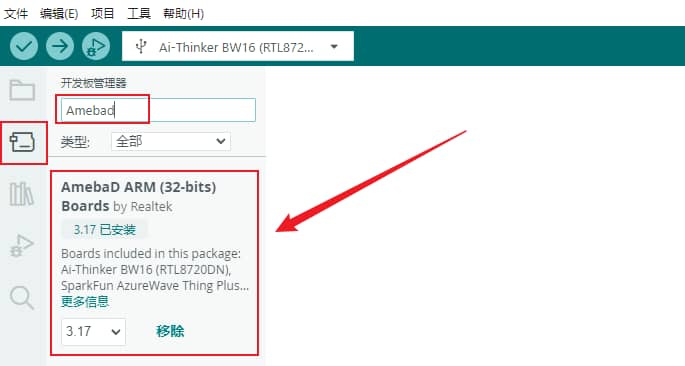 文件 编辑(E) 项目 工具 帮助(H)
Ai-Thinker BW16 (RTL872...
开发板管理器
Amebad
类型: 全部
AmebaD ARM (32-bits)
Boards by Realtek
3.17 已安装
Boards included in this package:
Ai-Thinker BW16 (RTL8720DN),
SparkFun AzureWave Thing Plus...
更多信息
3.17 移除